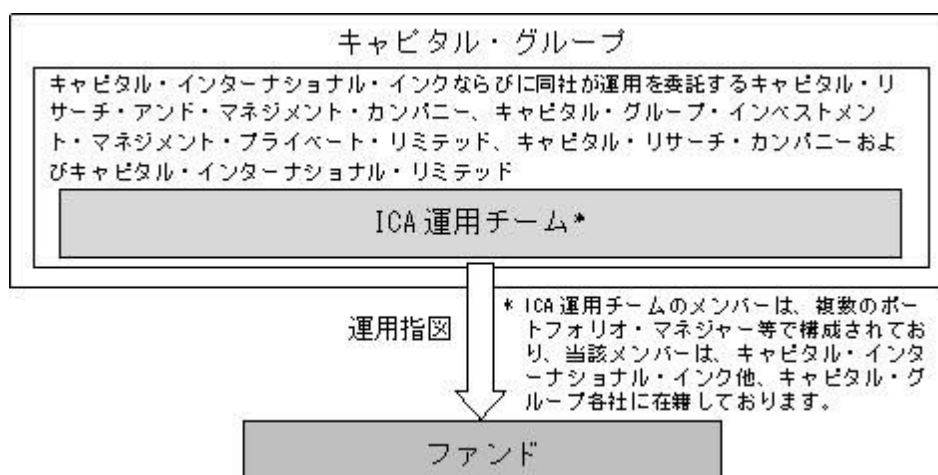 キャピタル・グループ
キャピタル・インターナショナル・インクならびに同社が運用を委託するキャピタル・リ
サーチ・アンド・マネジメント・カンパニー、キャピタル・グループ・インベストメン
ト・マネジメント・プライベート・リミテッド、キャピタル・リサーチ・カンパニーおよ
びキャピタル・インターナショナル・リミテッド
ICA 運用チーム*
運用指図
* ICA 運用チームのメンバーは、複数のポー
トフォリオ・マネジャー等で構成されてお
り、当該メンバーは、キャピタル・インタ
ーナショナル・インク他、キャピタル・グ
ループ各社に在籍しております。
ファンド